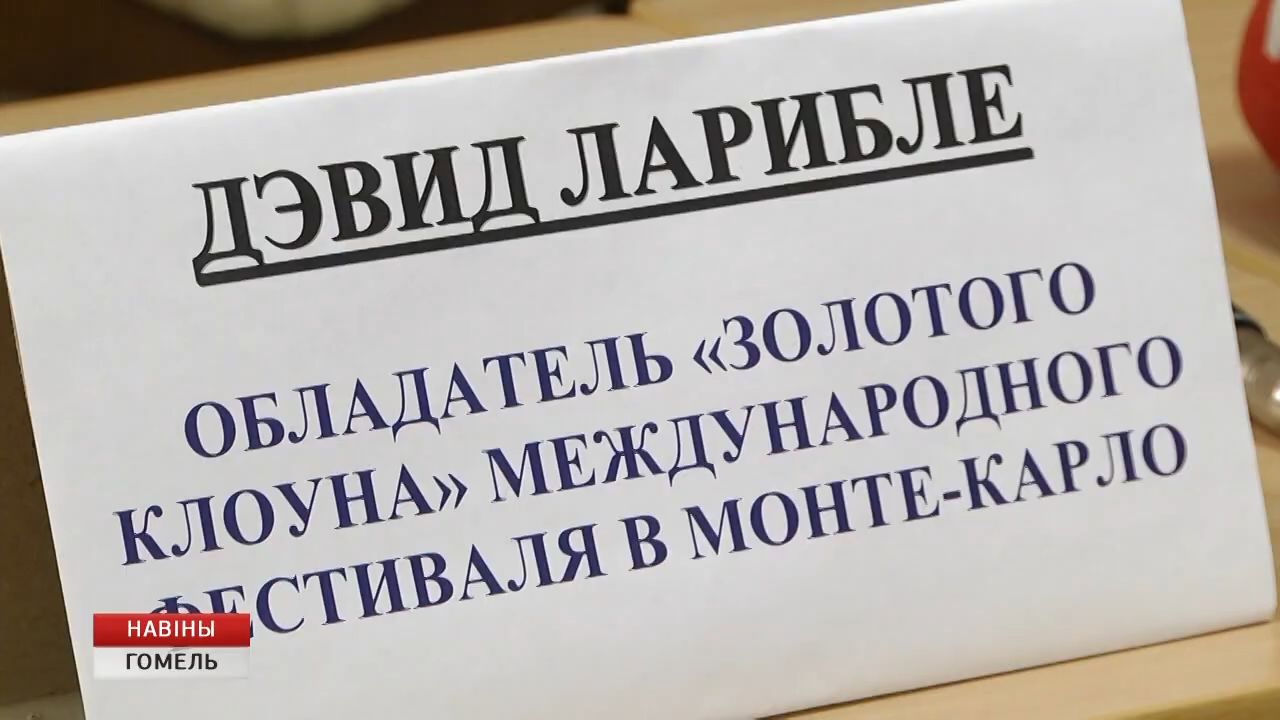 ДЭВИД ЛАРИБЛЕ
ОБЛАДАТЕЛЬ «ЗОЛОТОГО
КЛОУНА» МЕЖДУНАРОДНОГО
ФЕСТИВАЛЯ В МОНТЕ-КАРЛО
НАВІНЫ
ГОМЕЛЬ